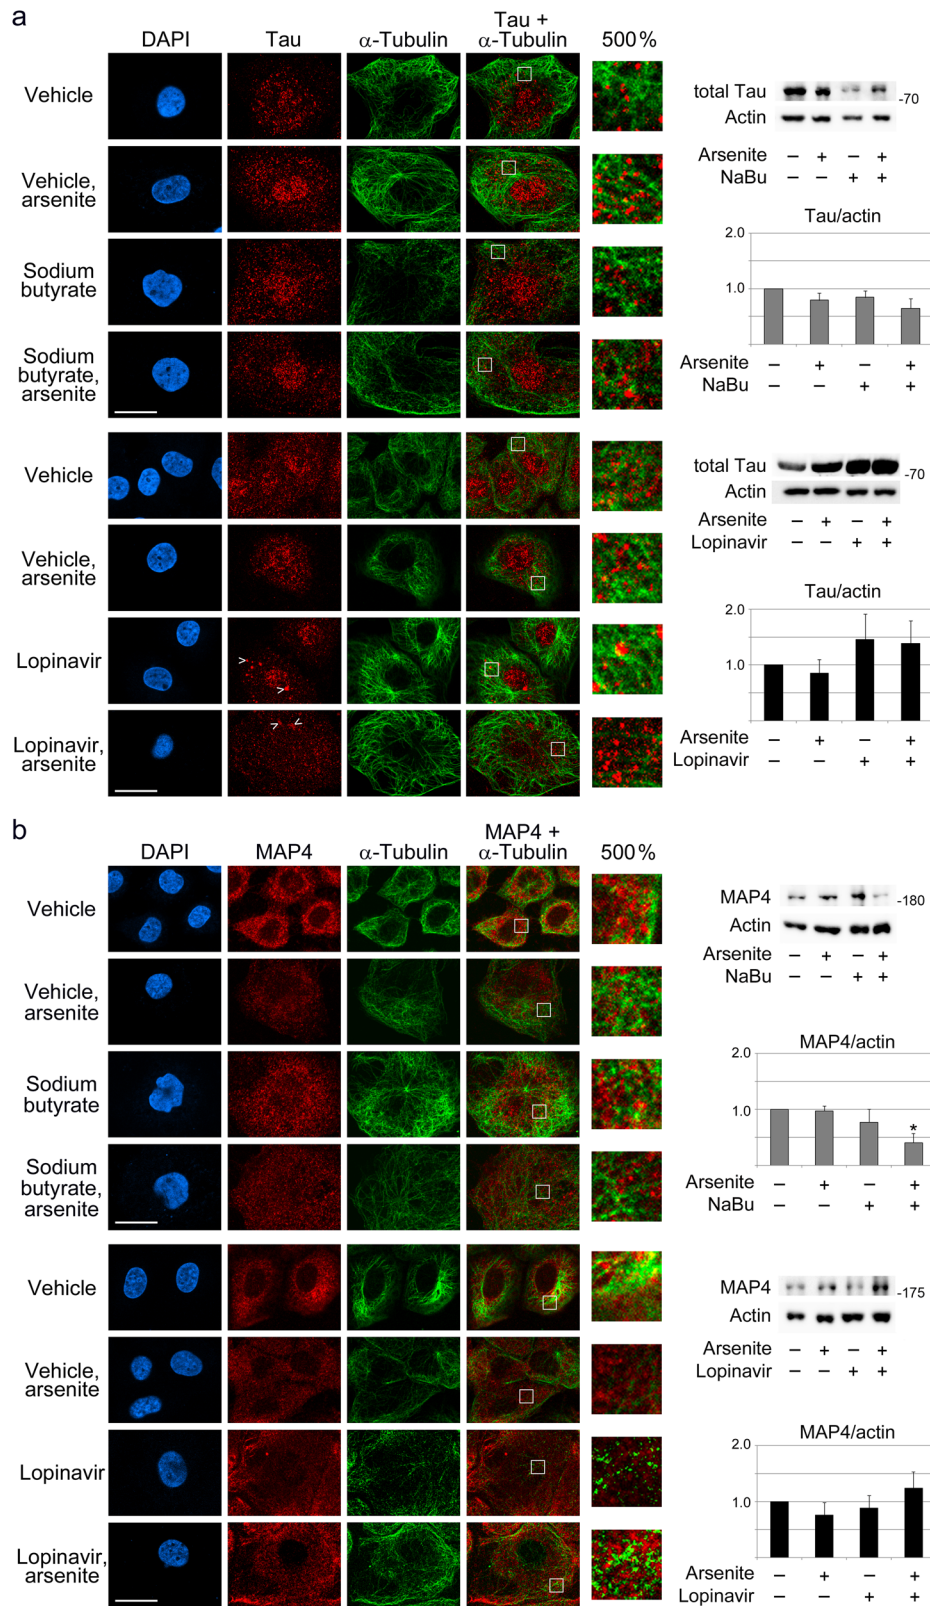 a
DAPI Tau α-Tubulin Tau + α-Tubulin 500%
Vehicle
Vehicle, arsenite
Sodium butyrate
Sodium butyrate, arsenite
Vehicle
Vehicle, arsenite
Lopinavir
> >
Lopinavir, arsenite
> <
total Tau -70
Actin
Arsenite – + – +
NaBu – – + +
Tau/actin
2.0
1.0
Arsenite – + – +
NaBu – – + +
total Tau -70
Actin
Arsenite – + – +
Lopinavir – – + +
Tau/actin
2.0
1.0
Arsenite – + – +
Lopinavir – – + +
b
DAPI MAP4 α-Tubulin MAP4 + α-Tubulin 500%
Vehicle
Vehicle, arsenite
Sodium butyrate
Sodium butyrate, arsenite
Vehicle
Vehicle, arsenite
Lopinavir
Lopinavir, arsenite
MAP4 -180
Actin
Arsenite – + – +
NaBu – – + +
MAP4/actin
2.0
1.0
*
Arsenite – + – +
NaBu – – + +
MAP4 -175
Actin
Arsenite – + – +
Lopinavir – – + +
MAP4/actin
2.0
1.0
Arsenite – + – +
Lopinavir – – + +